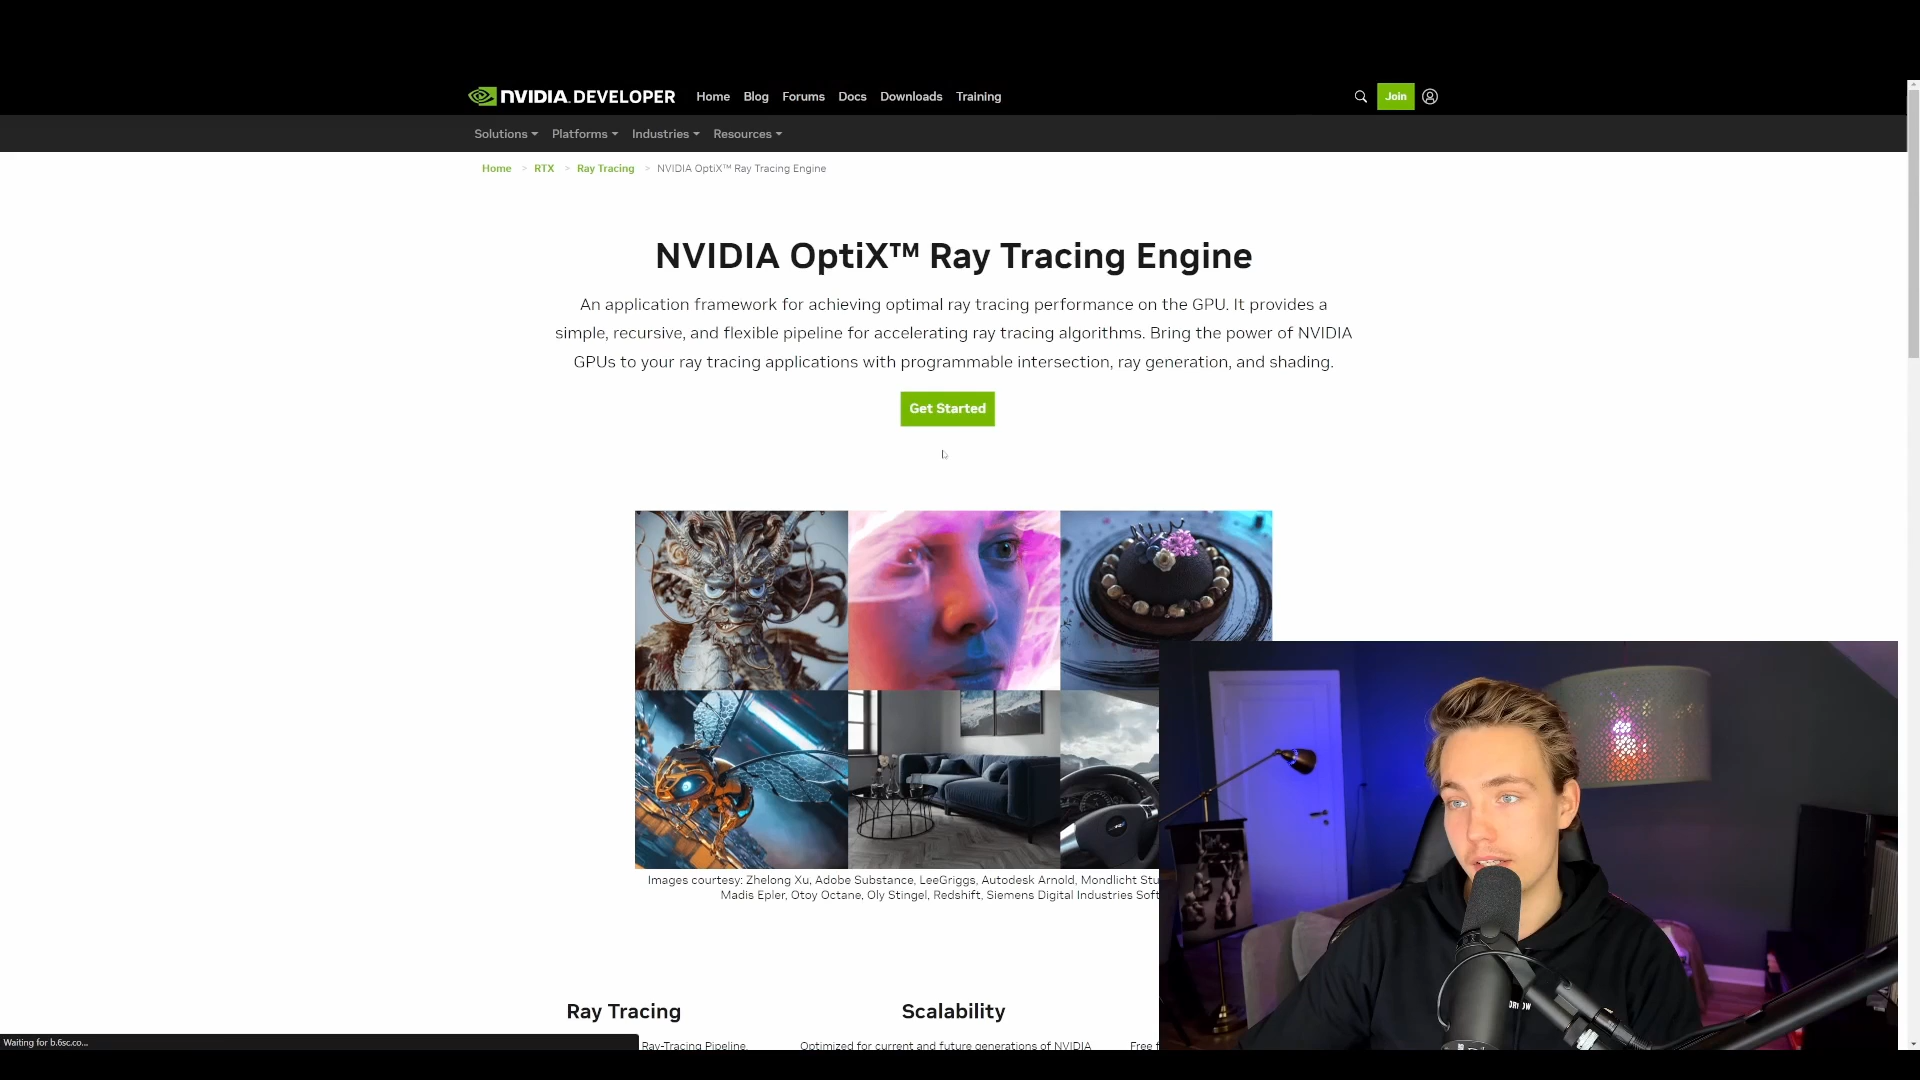 NVIDIA. DEVELOPER Home Blog Forums Docs Downloads Training Join
Solutions Platforms Industries Resources
Home > RTX > Ray Tracing > NVIDIA OptiX™ Ray Tracing Engine
NVIDIA OptiX™ Ray Tracing Engine
An application framework for achieving optimal ray tracing performance on the GPU. It provides a
simple, recursive, and flexible pipeline for accelerating ray tracing algorithms. Bring the power of NVIDIA
GPUs to your ray tracing applications with programmable intersection, ray generation, and shading.
Get Started
Images courtesy: Zhelong Xu, Adobe Substance, LeeGriggs, Autodesk Arnold, Mondlicht Stu
Madis Epler, Otoy Octane, Oly Stingel, Redshift, Siemens Digital Industries Soft
Ray Tracing Scalability
Ray-Tracing Pipeline, Optimized for current and future generations of NVIDIA Free f
Waiting for b.6sc.co...